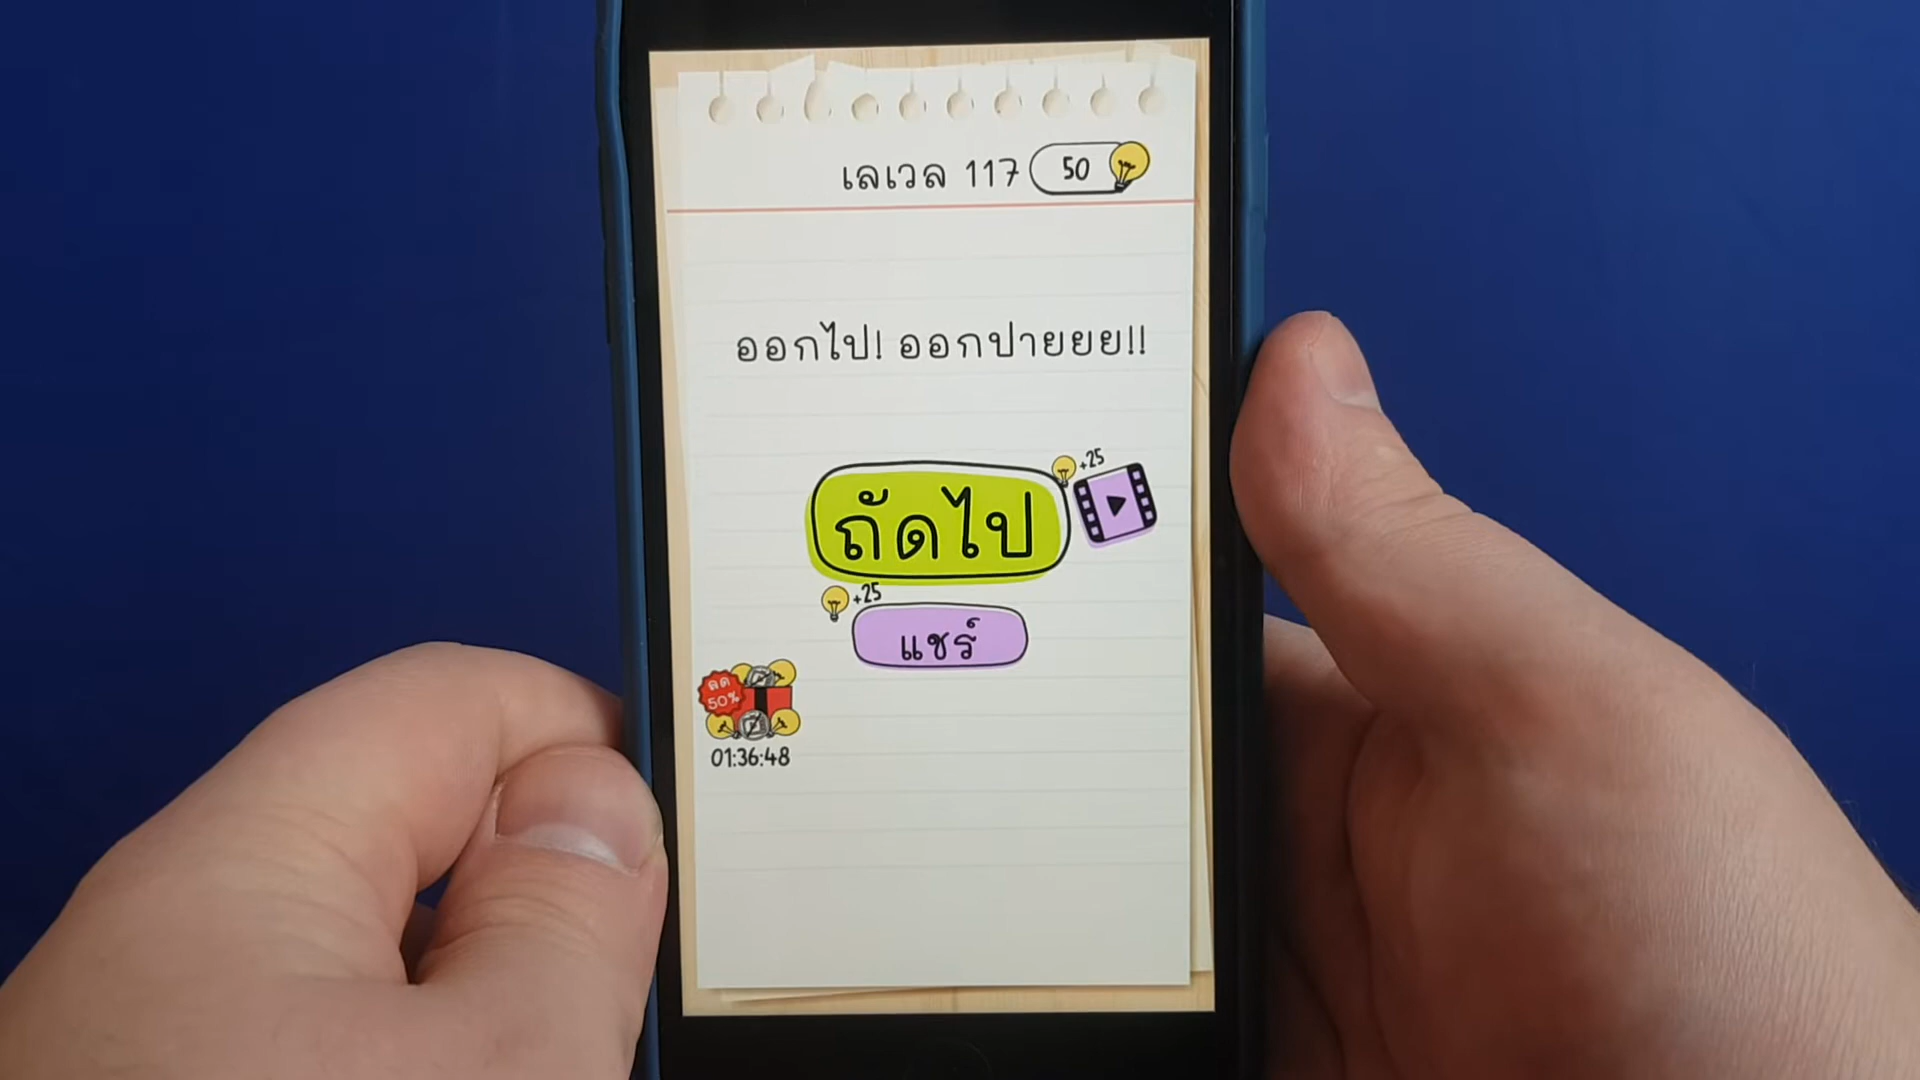 เลเวล 117 50
ออกไป! ออกปายยย!!
+25
ถัดไป
+25
แชร์
ลด
50%
01:36:48